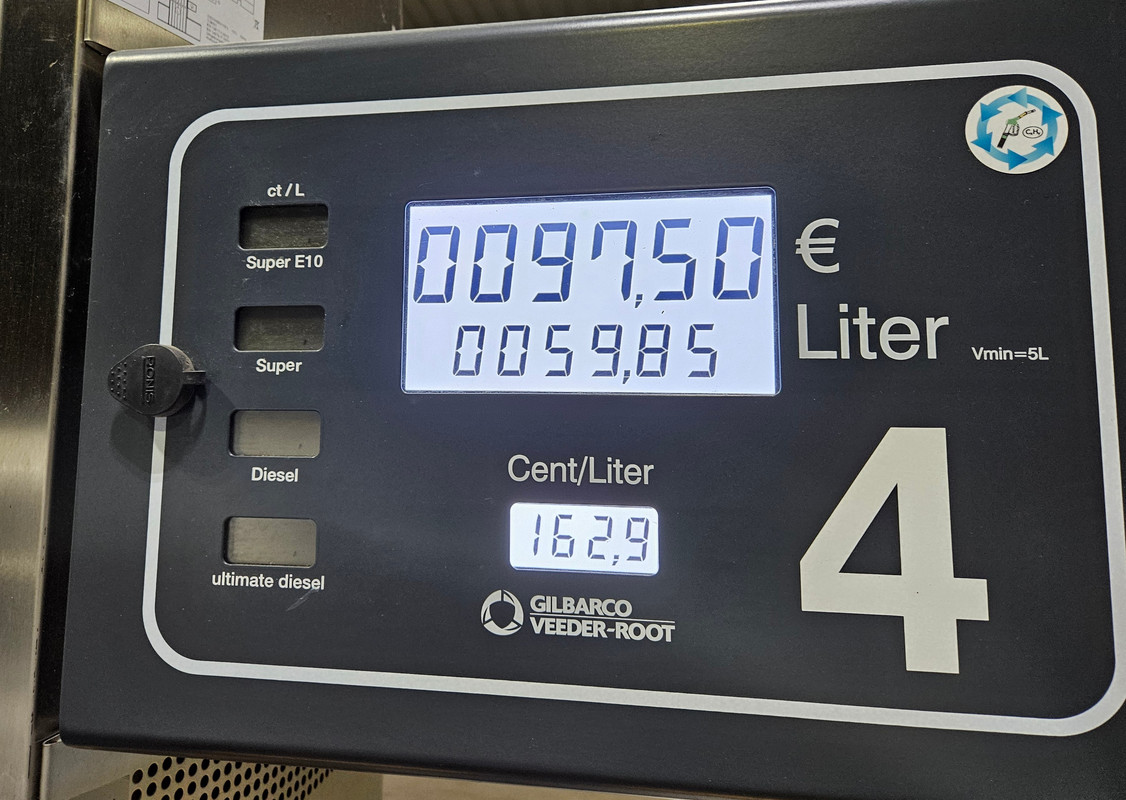 ct / L
Super E10
Super
Diesel
ultimate diesel
RONIS
0097,50 €
0059,85 Liter
Vmin=5L
Cent/Liter
162,9
GILBARCO
VEEDER-ROOT
4